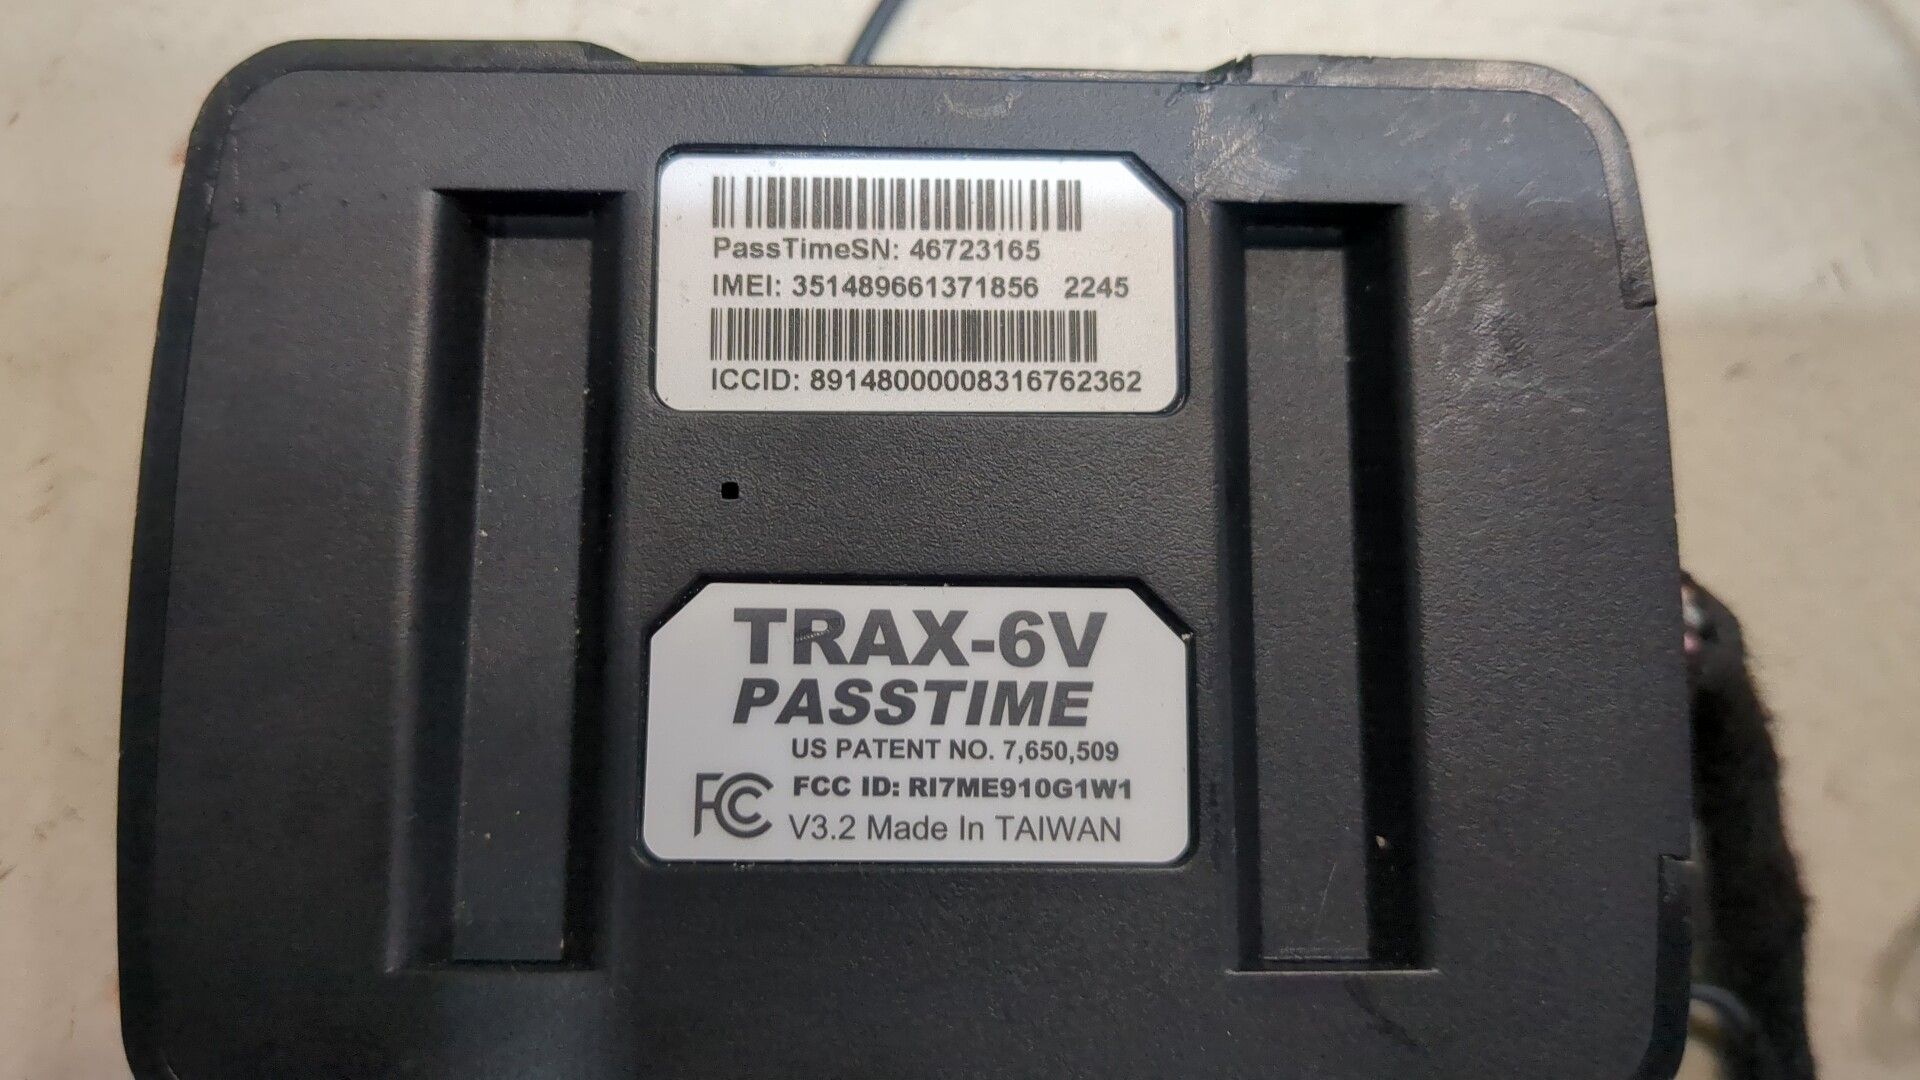 PassTimeSN: 46723165
IMEI: 351489661371856 2245
ICCID: 89148000008316762362
TRAX-6V
PASSTIME
US PATENT NO. 7,650,509
FC FCC ID: RI7ME910G1W1
V3.2 Made In TAIWAN